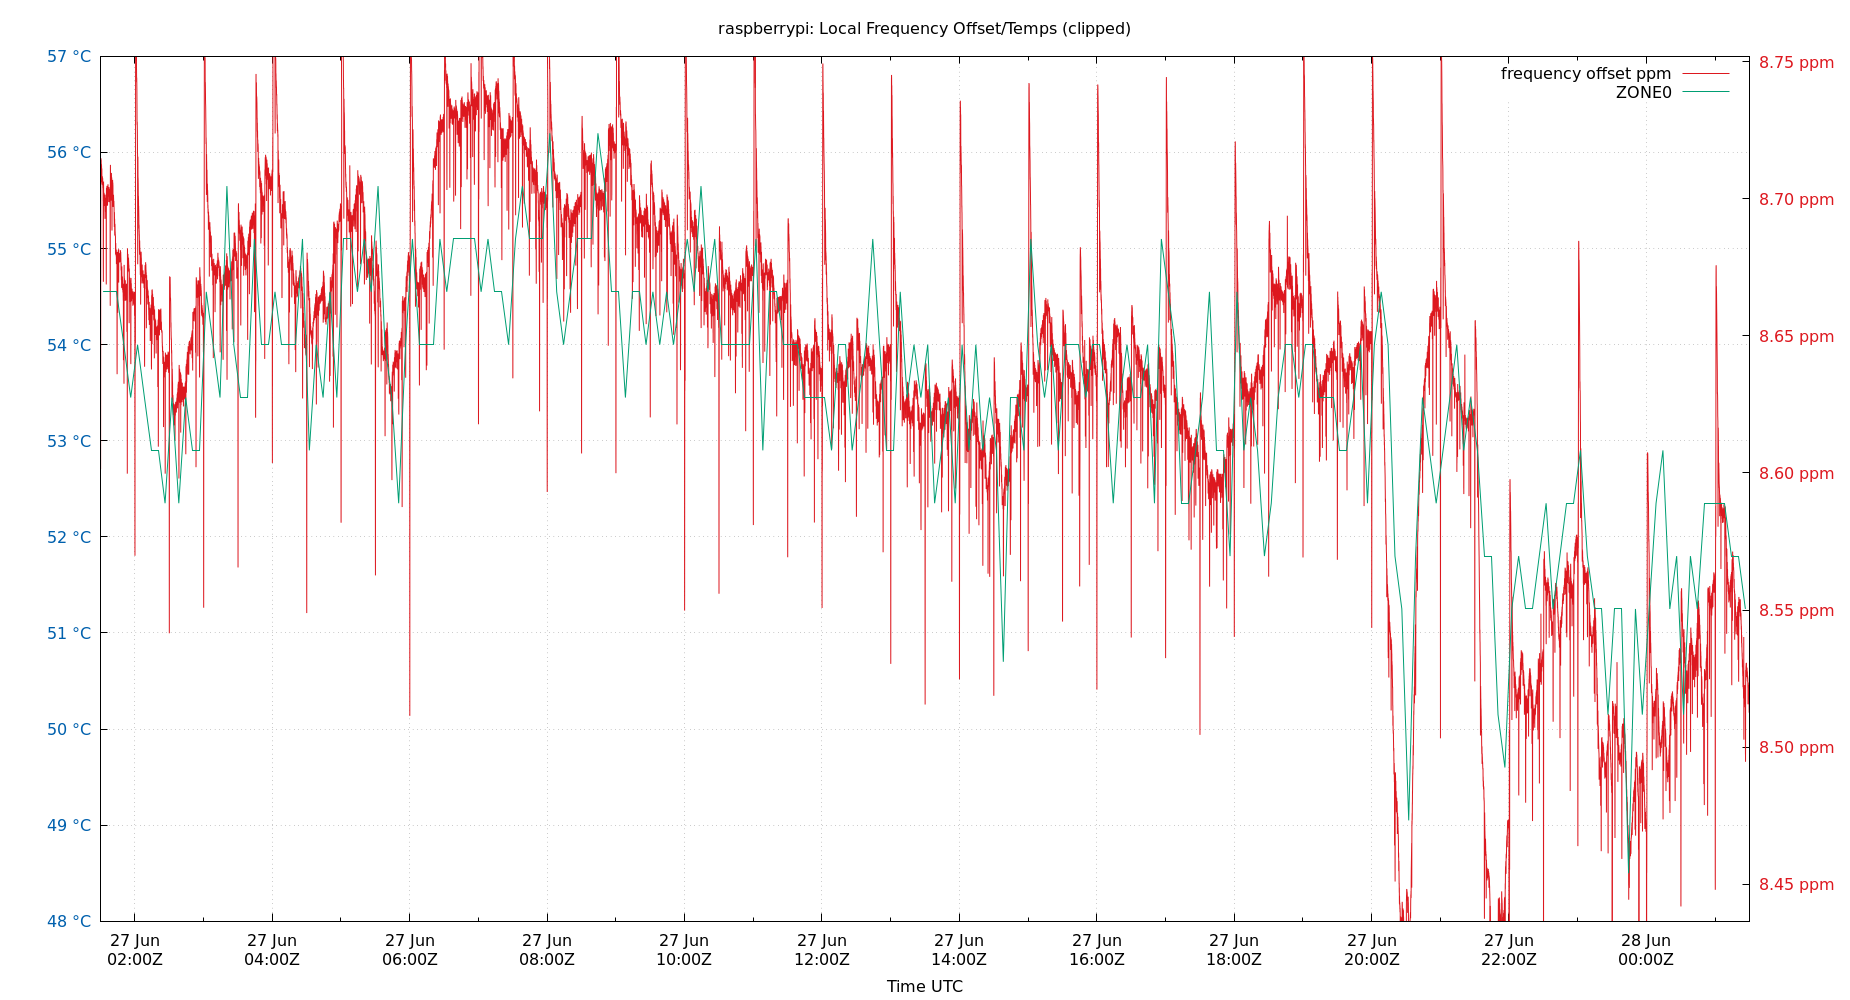 raspberrypi: Local Frequency Offset/Temps (clipped)
57 °C
56 °C
55 °C
54 °C
53 °C
52 °C
51 °C
50 °C
49 °C
48 °C
8.75 ppm
8.70 ppm
8.65 ppm
8.60 ppm
8.55 ppm
8.50 ppm
8.45 ppm
frequency offset ppm
ZONE0
27 Jun 27 Jun 27 Jun 27 Jun 27 Jun 27 Jun 27 Jun 27 Jun 27 Jun 27 Jun 27 Jun 28 Jun
02:00Z 04:00Z 06:00Z 08:00Z 10:00Z 12:00Z 14:00Z 16:00Z 18:00Z 20:00Z 22:00Z 00:00Z
Time UTC